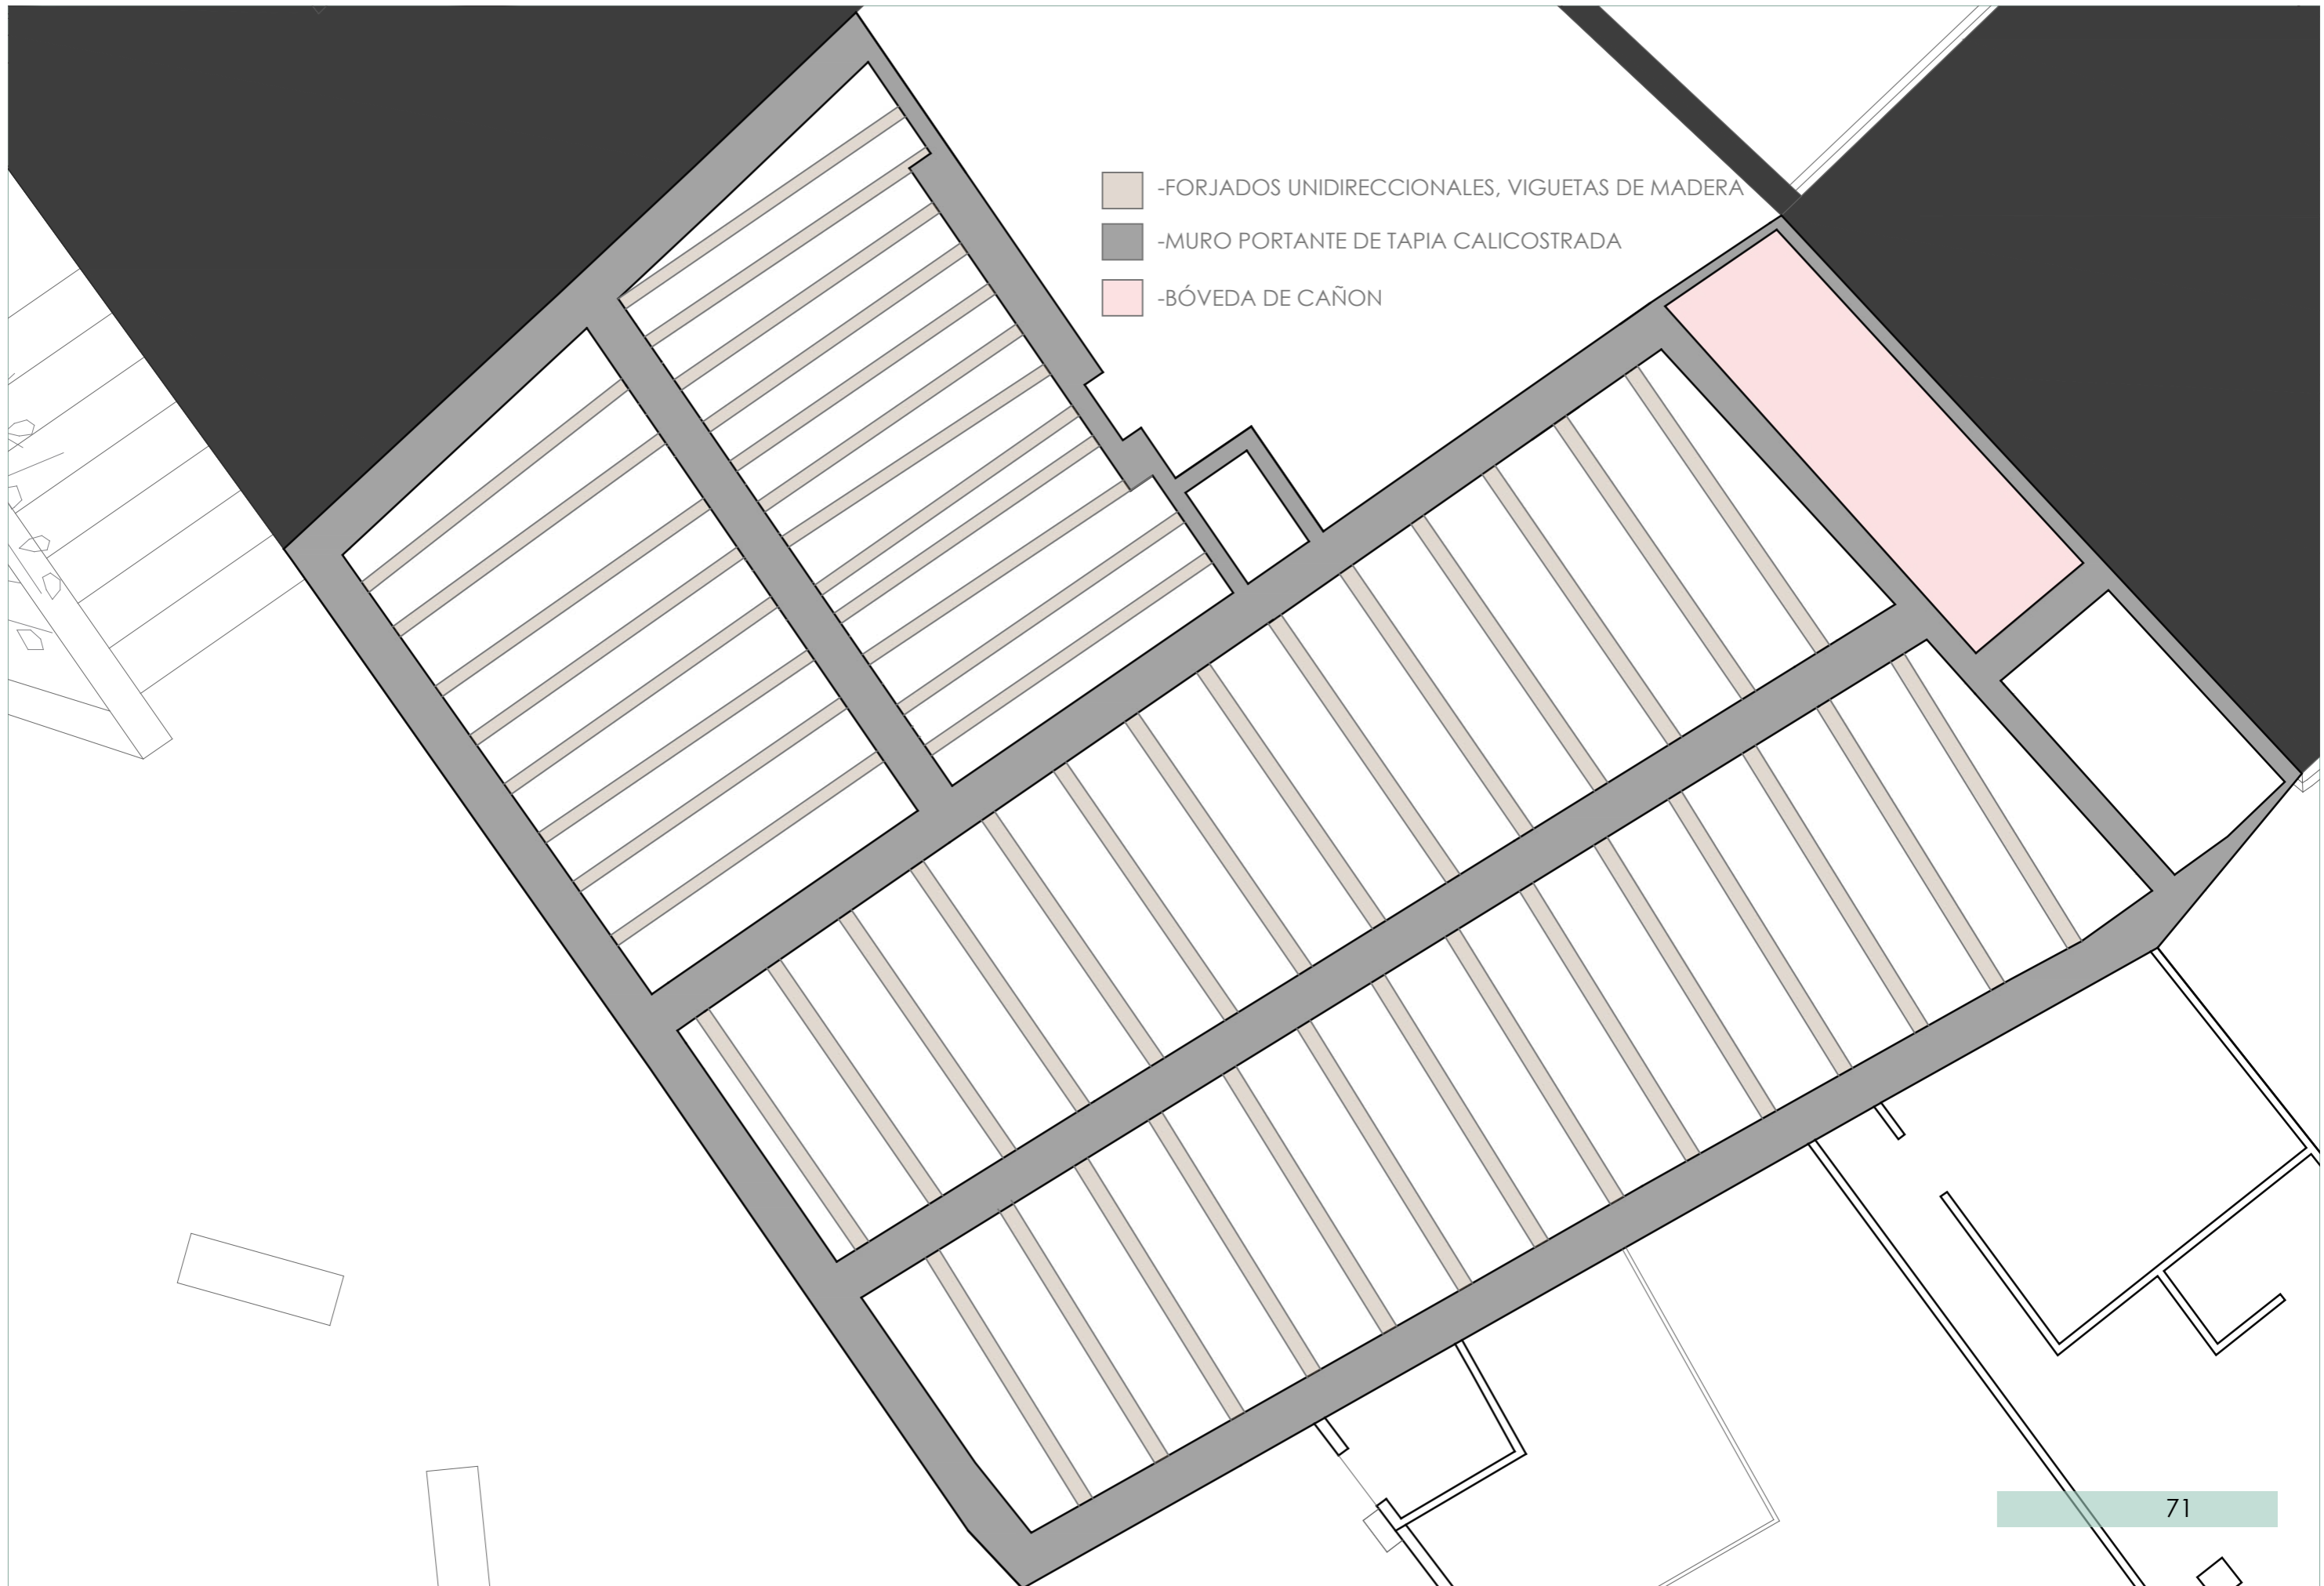 -FORJADOS UNIDIRECCIONALES, VIGUETAS DE MADERA
-MURO PORTANTE DE TAPIA CALICOSTRADA
-BÓVEDA DE CAÑON
71